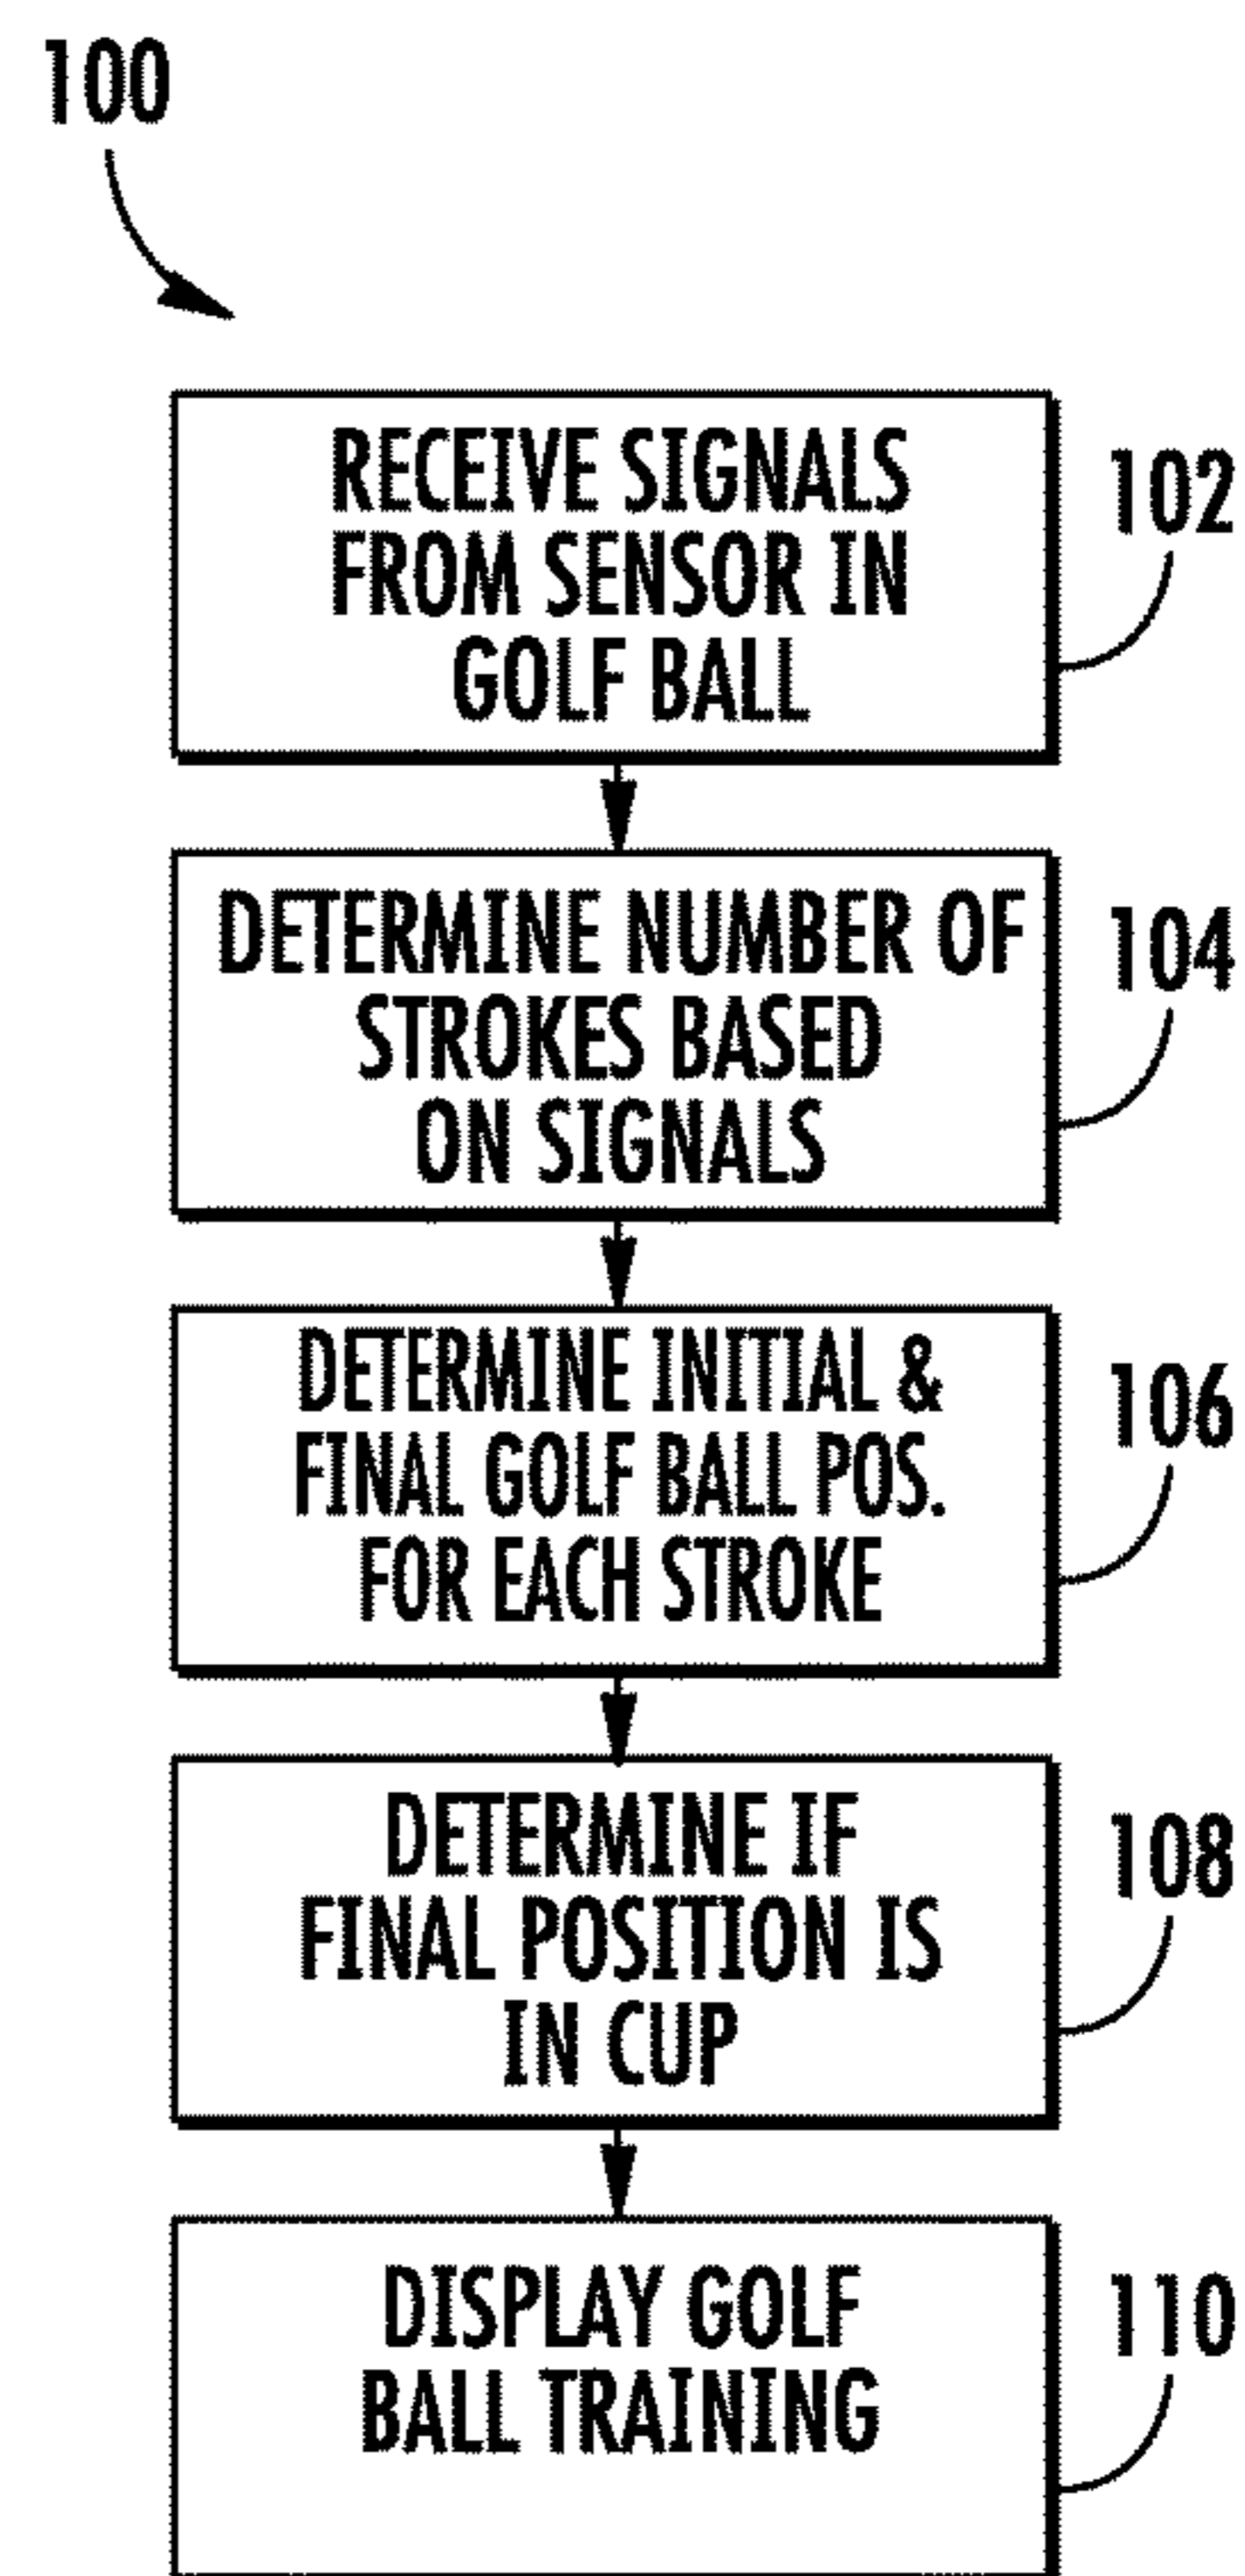 100
RECEIVE SIGNALS
FROM SENSOR IN
GOLF BALL
102
DETERMINE NUMBER OF
STROKES BASED
ON SIGNALS
104
DETERMINE INITIAL &
FINAL GOLF BALL POS.
FOR EACH STROKE
106
DETERMINE IF
FINAL POSITION IS
IN CUP
108
DISPLAY GOLF
BALL TRAINING
110